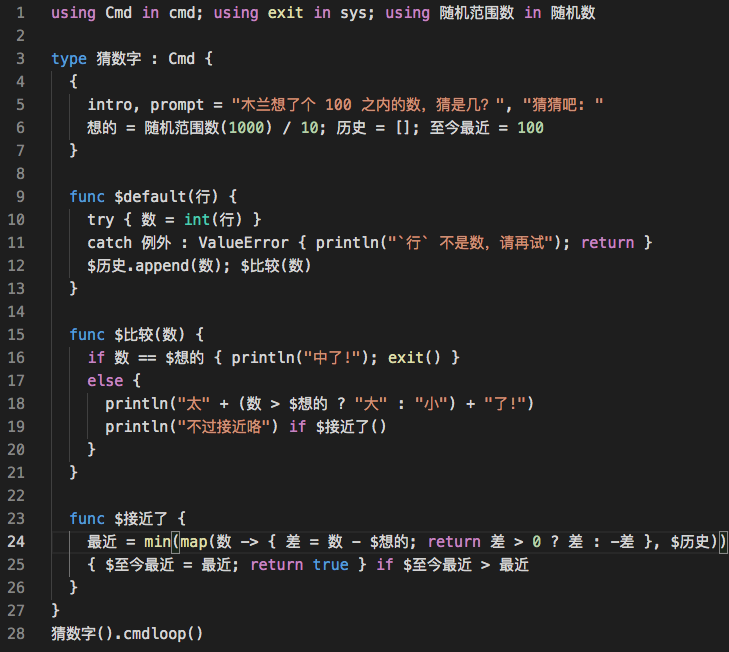 1 using Cmd in cmd; using exit in sys; using 随机范围数 in 随机数
2
3 type 猜数字 : Cmd {
4   {
5     intro, prompt = "木兰想了个 100 之内的数，猜是几？", "猜猜吧: "
6     想的 = 随机范围数(1000) / 10; 历史 = []; 至今最近 = 100
7   }
8
9   func $default(行) {
10     try { 数 = int(行) }
11     catch 例外 : ValueError { println("`行` 不是数，请再试"); return }
12     $历史.append(数); $比较(数)
13   }
14
15   func $比较(数) {
16     if 数 == $想的 { println("中了!"); exit() }
17     else {
18       println("太" + (数 > $想的 ? "大" : "小") + "了!")
19       println("不过接近咯") if $接近了()
20     }
21   }
22
23   func $接近了 {
24     最近 = min(map(数 -> { 差 = 数 - $想的; return 差 > 0 ? 差 : -差 }, $历史))
25     { $至今最近 = 最近; return true } if $至今最近 > 最近
26   }
27 }
28 猜数字().cmdloop()